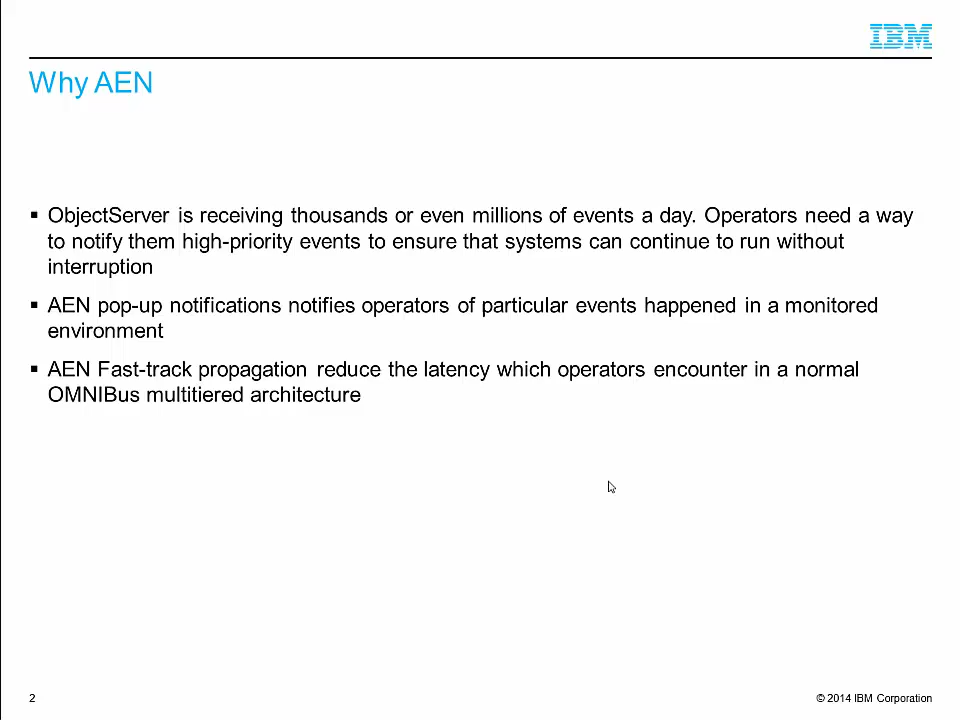 IBM
Why AEN
▪ ObjectServer is receiving thousands or even millions of events a day. Operators need a way
to notify them high-priority events to ensure that systems can continue to run without
interruption
▪ AEN pop-up notifications notifies operators of particular events happened in a monitored
environment
▪ AEN Fast-track propagation reduce the latency which operators encounter in a normal
OMNIBus multitiered architecture
2
© 2014 IBM Corporation